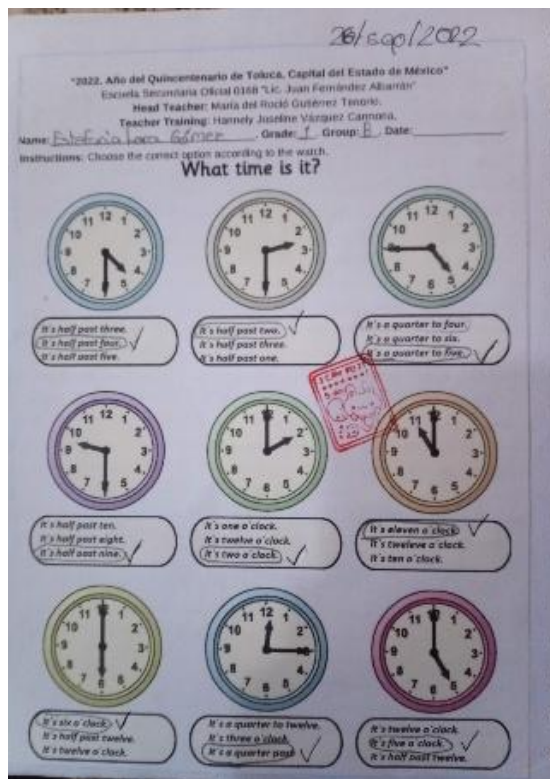 26/sep/2022
"2022. Año del Quincentenario de Toluca, Capital del Estado de México"
Escuela Secundaria Oficial 0168 "Lic. Juan Fernández Albarrán"
Head Teacher: María del Roció Gutiérrez Tenorio.
Teacher Training: Hannely Joseline Vázquez Carmona.
Name: Estefania Lara Gómez. Grade: 1 Group: B. Date:
Instructions: Choose the correct option according to the watch.
What time is it?
It's half past three.
It's half past four.
It's half past five.
It's half past two.
It's half past three.
It's half past one.
It's a quarter to four.
It's a quarter to six.
It's a quarter to five.
It's half past ten.
It's half past eight.
It's half past nine.
It's one o'clock.
It's twelve o'clock.
It's two o'clock.
It's eleven o'clock.
It's tweleve o'clock.
It's ten o'clock.
It's six o'clock.
It's half past twelve.
It's twelve o'clock.
It's a quarter to twelve.
It's three o'clock.
It's a quarter past
It's twelve o'clock.
It's five o'clock.
It's half past twelve.